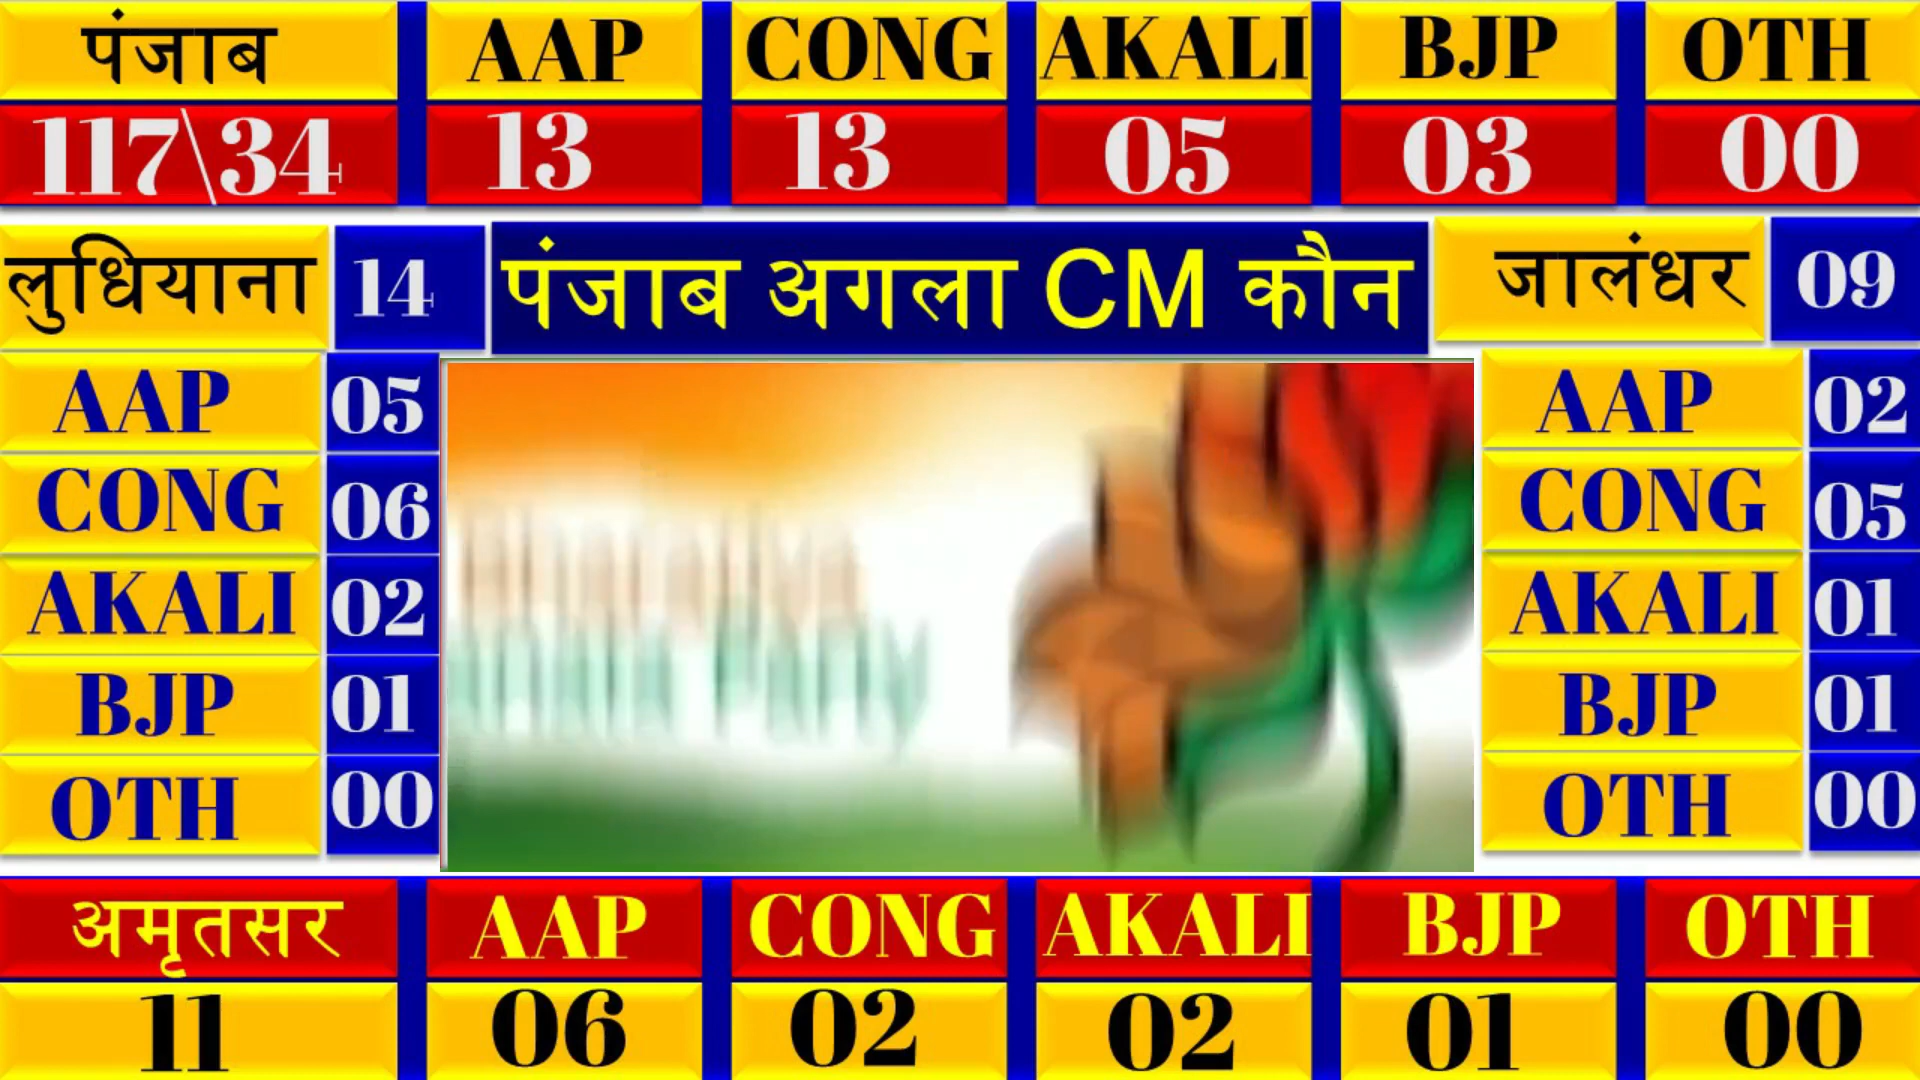 पंजाब AAP CONG AKALI BJP OTH
117\34 13 13 05 03 00
लुधियाना 14
पंजाब अगला CM कौन
जालंधर 09
AAP 05
CONG 06
AKALI 02
BJP 01
OTH 00
AAP 02
CONG 05
AKALI 01
BJP 01
OTH 00
Party
अमृतसर AAP CONG AKALI BJP OTH
11 06 02 02 01 00